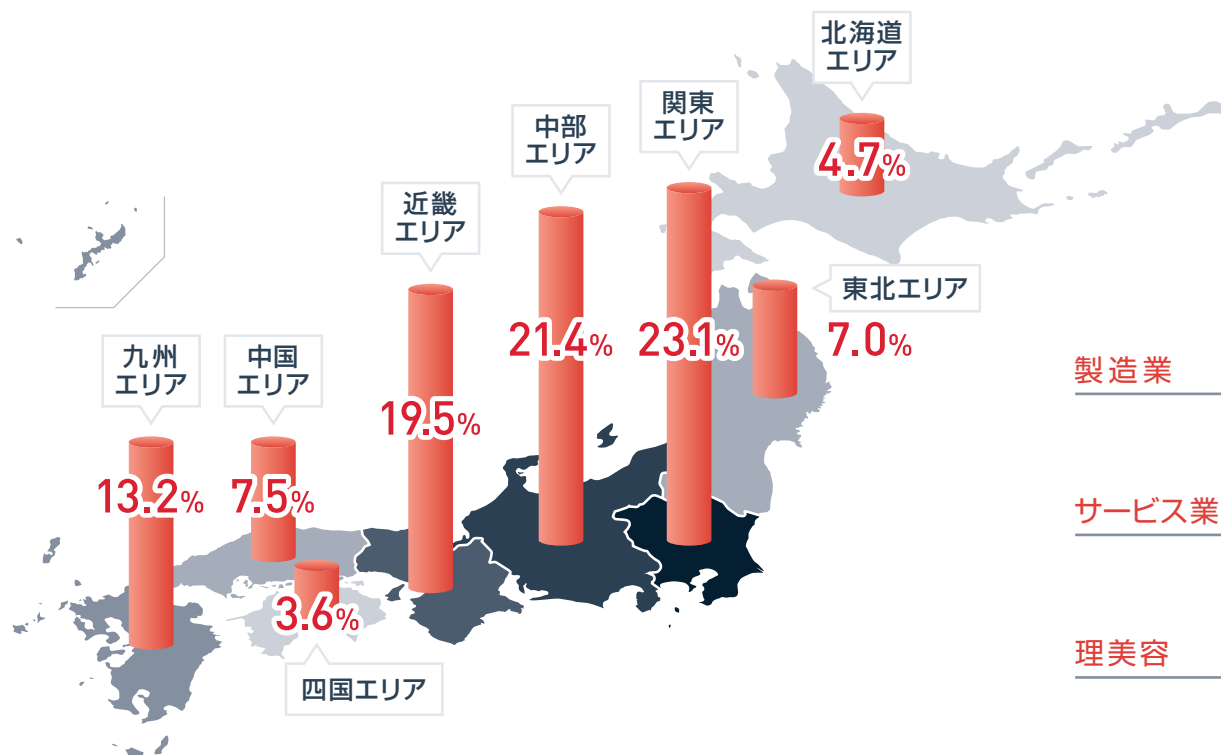 北海道
エリア
4.7%
関東
エリア
23.1%
中部
エリア
21.4%
近畿
エリア
19.5%
東北エリア
7.0%
九州
エリア
13.2%
中国
エリア
7.5%
3.6%
四国エリア
製造業
サービス業
理美容